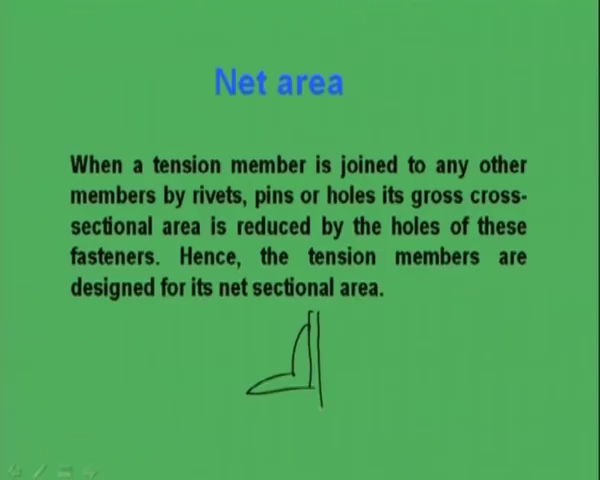 Net area
When a tension member is joined to any other
members by rivets, pins or holes its gross cross-
sectional area is reduced by the holes of these
fasteners. Hence, the tension members are
designed for its net sectional area.